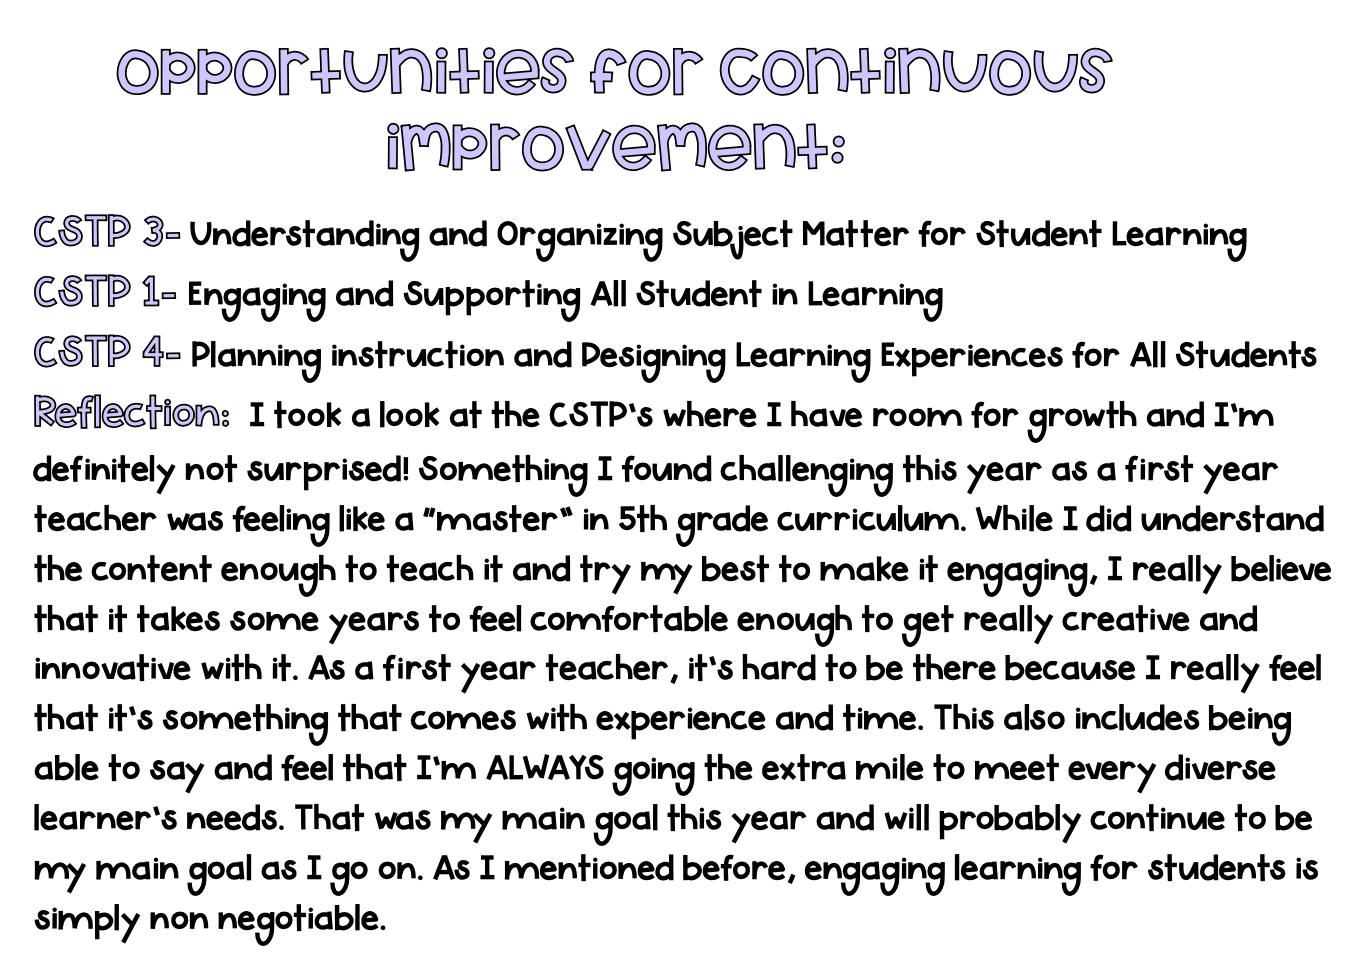 Opportunities for Continuous
improvement:
CSTP 3- Understanding and Organizing Subject Matter for Student Learning
CSTP 1- Engaging and Supporting All Student in Learning
CSTP 4- Planning instruction and Designing Learning Experiences for All Students
Reflection: I took a look at the CSTP's where I have room for growth and I'm
definitely not surprised! Something I found challenging this year as a first year
teacher was feeling like a "master" in 5th grade curriculum. While I did understand
the content enough to teach it and try my best to make it engaging, I really believe
that it takes some years to feel comfortable enough to get really creative and
innovative with it. As a first year teacher, it's hard to be there because I really feel
that it's something that comes with experience and time. This also includes being
able to say and feel that I'm ALWAYS going the extra mile to meet every diverse
learner's needs. That was my main goal this year and will probably continue to be
my main goal as I go on. As I mentioned before, engaging learning for students is
simply non negotiable.